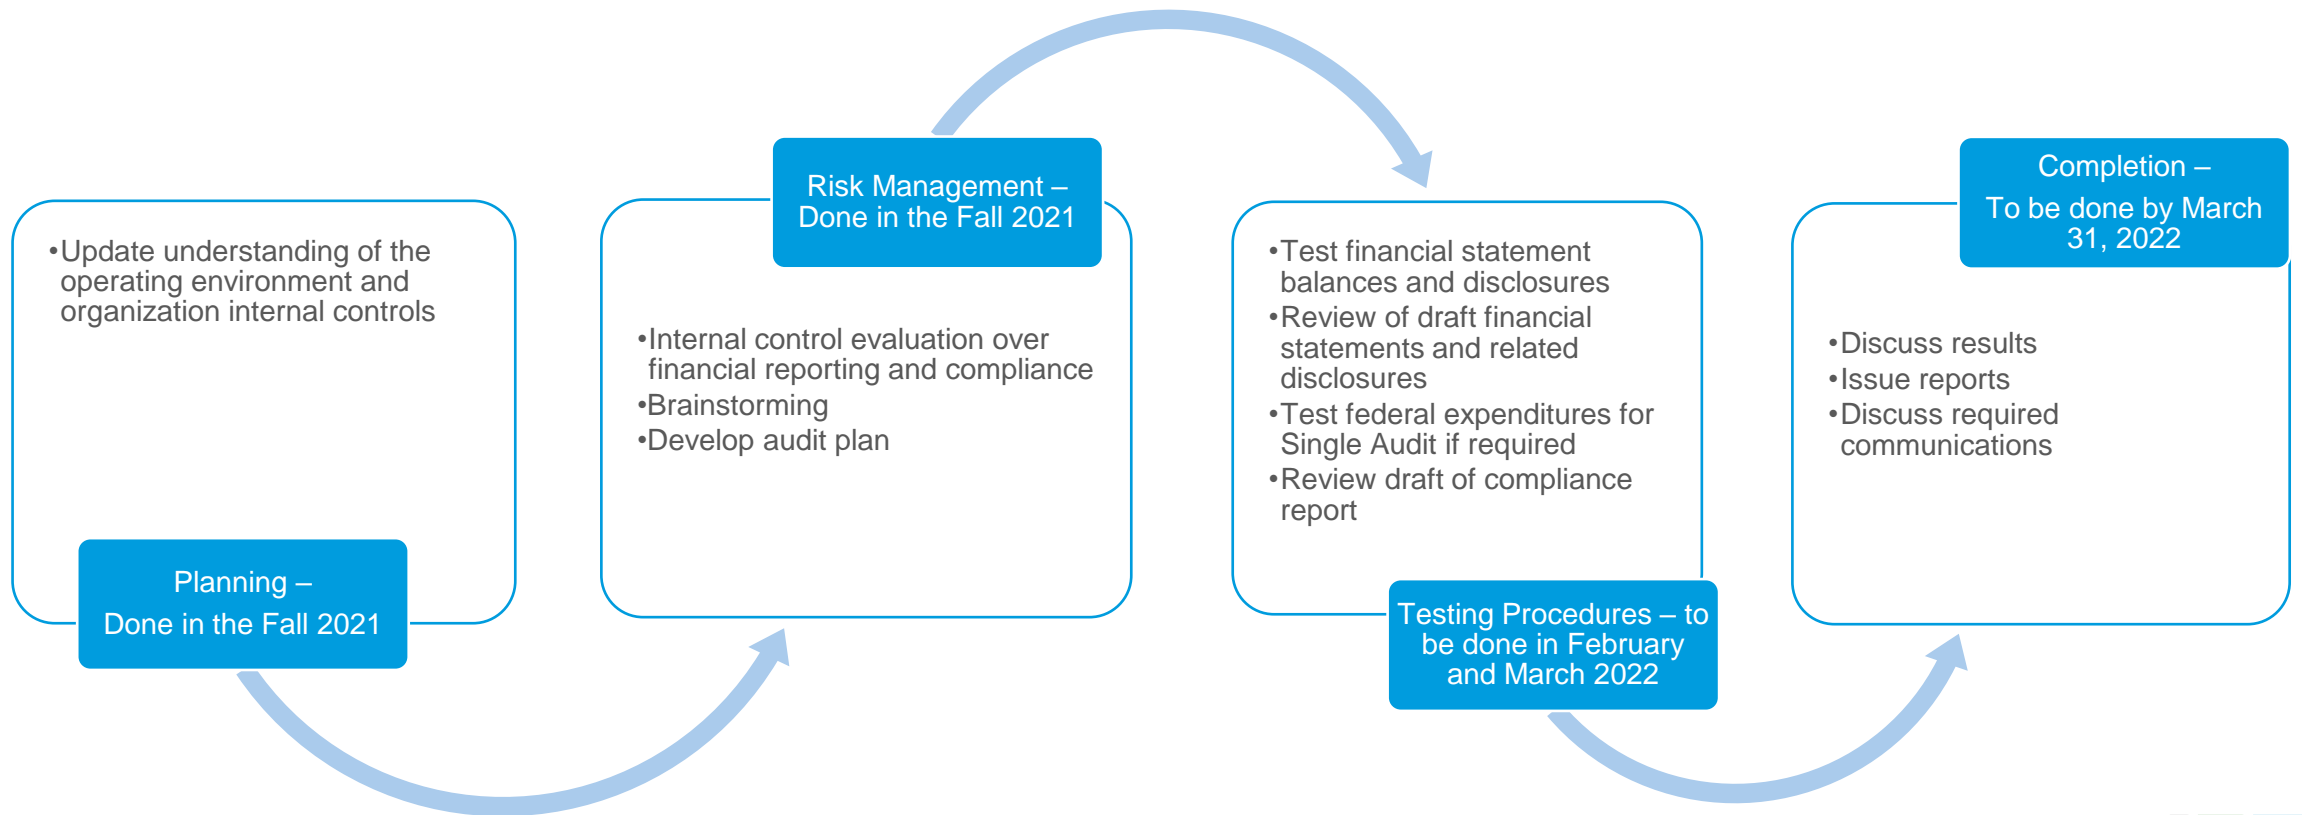 •Update understanding of the
operating environment and
organization internal controls
Planning –
Done in the Fall 2021
Risk Management –
Done in the Fall 2021
•Internal control evaluation over
financial reporting and compliance
•Brainstorming
•Develop audit plan
•Test financial statement
balances and disclosures
•Review of draft financial
statements and related
disclosures
•Test federal expenditures for
Single Audit if required
•Review draft of compliance
report
Testing Procedures – to
be done in February
and March 2022
Completion –
To be done by March
31, 2022
•Discuss results
•Issue reports
•Discuss required
communications